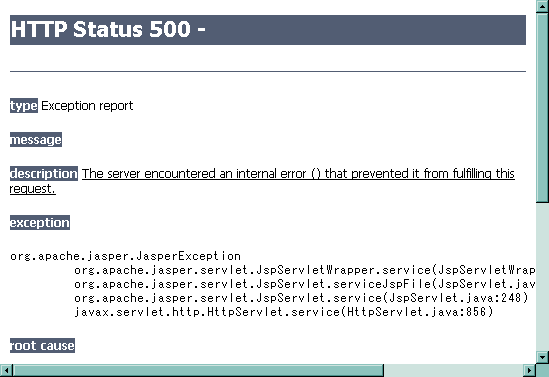 HTTP Status 500 -
type Exception report
message
description The server encountered an internal error () that prevented it from fulfilling this
request.
exception
org.apache.jasper.JasperException
org.apache.jasper.servlet.JspServletWrapper.service(JspServletWrap
org.apache.jasper.servlet.JspServlet.serviceJspFile(JspServlet.jav
org.apache.jasper.servlet.JspServlet.service(JspServlet.java:248)
javax.servlet.http.HttpServlet.service(HttpServlet.java:856)
root cause